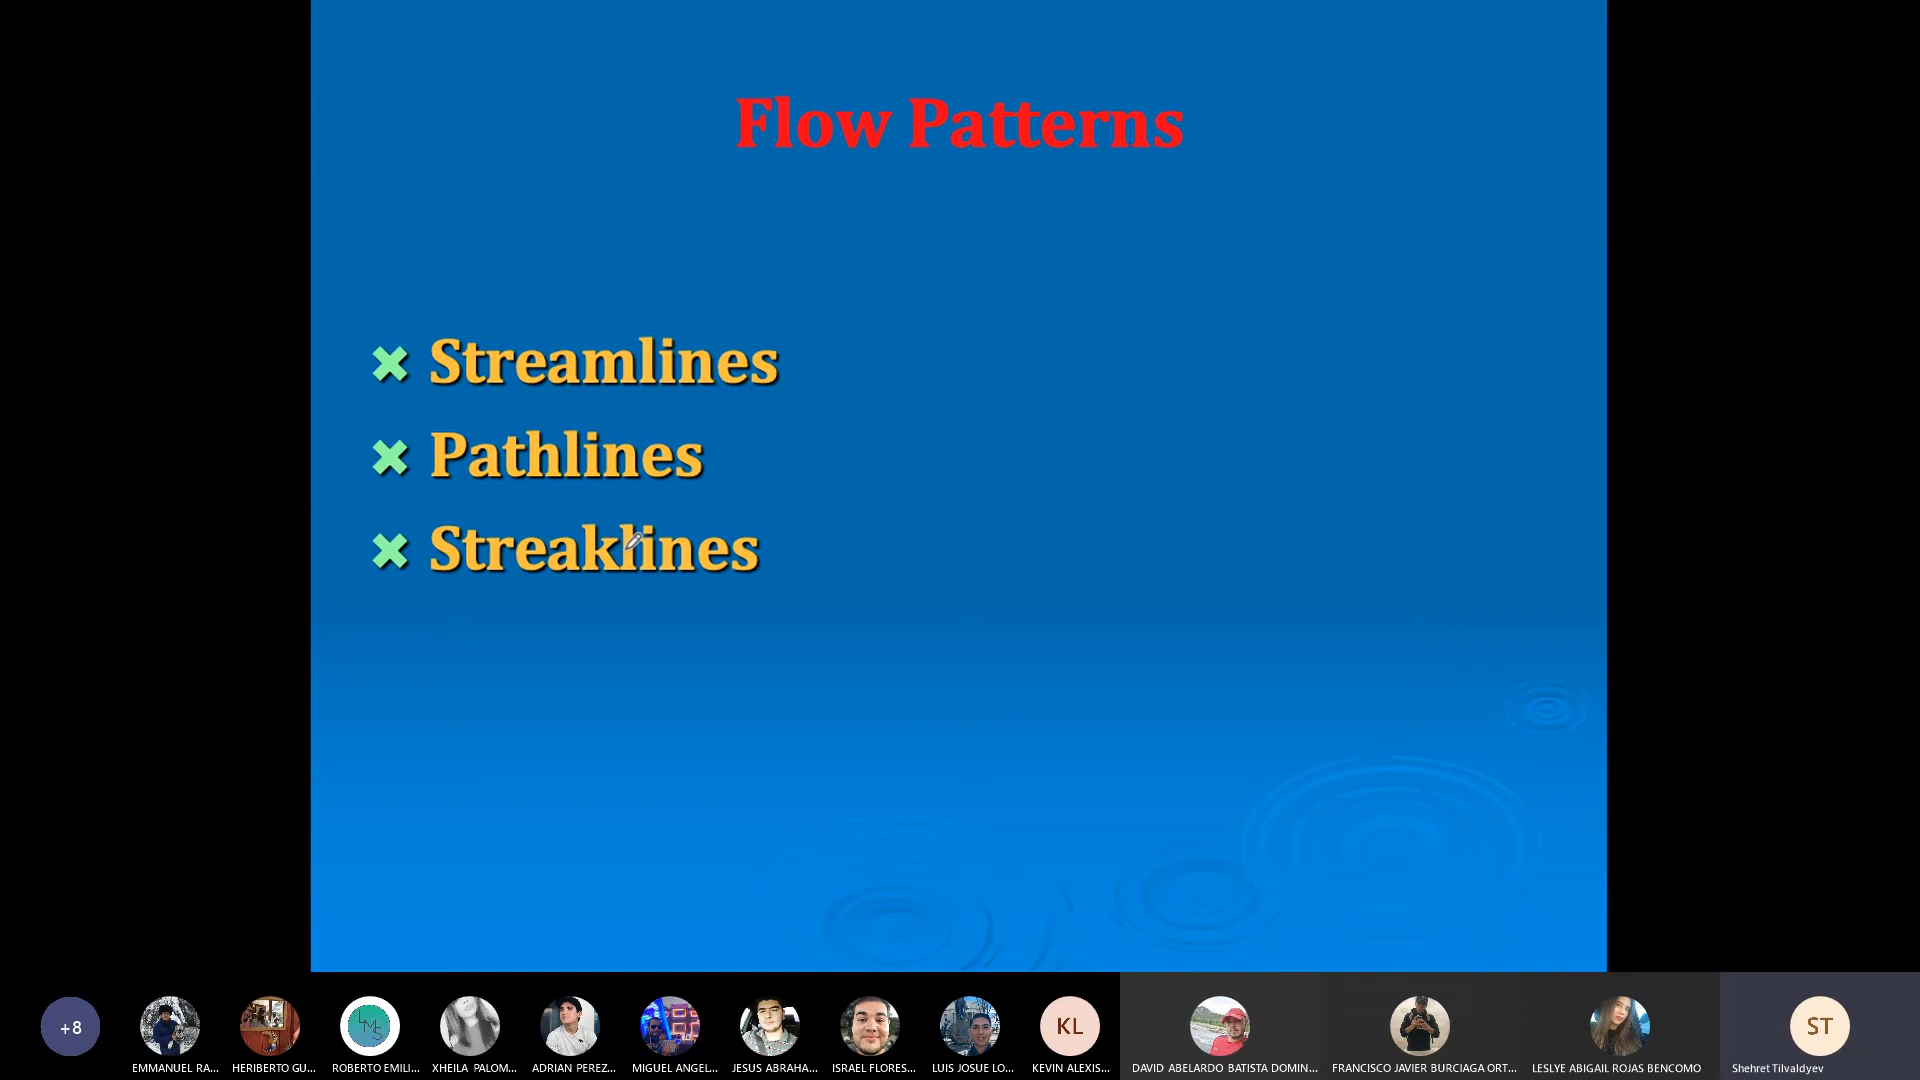 Flow Patterns
Streamlines
Pathlines
Streaklines
+8
LMS
KL
ST
EMMANUEL RA...
HERIBERTO GU...
ROBERTO EMILI...
XHEILA PALOM...
ADRIAN PEREZ...
MIGUEL ANGEL...
JESUS ABRAHA...
ISRAEL FLORES...
LUIS JOSUE LO...
KEVIN ALEXIS...
DAVID ABELARDO BATISTA DOMIN...
FRANCISCO JAVIER BURCIAGA ORT...
LESLYE ABIGAIL ROJAS BENCOMO
Shehret Tilvaldyev